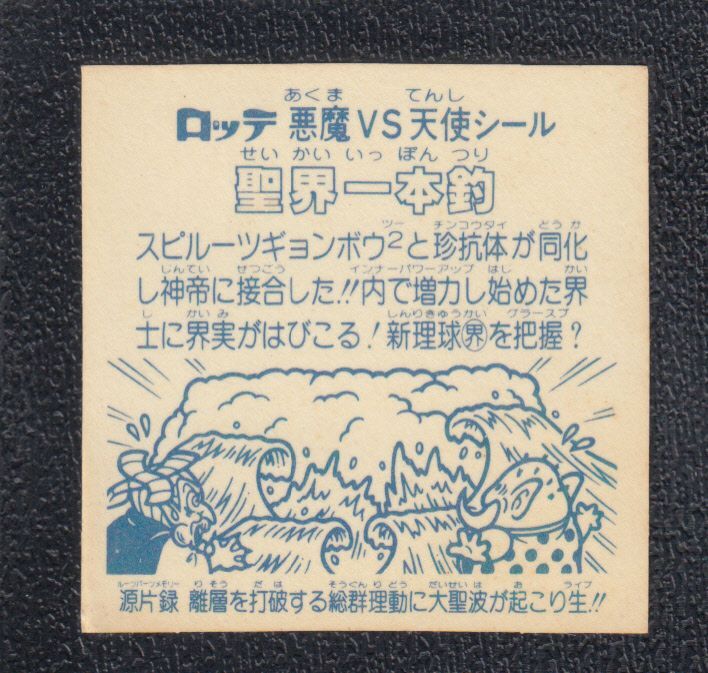 あくま てんし
ロッテ 悪魔VS天使シール
せい かい いっ ぽん つり
聖界一本釣
ツー チンコウタイ どうか
スピルーツギョンボウ2と珍抗体が同化
しんてい せつごう インナーパワーアップ はじ かい
し神帝に接合した!!内で増力し始めた界
し かいみ しんりきゅうかい グラースプ
士に界実がはびこる!新理球㊩を把握?
ルーツパーツメモリー りそう だは そうぐんりどう だいせいは お ライブ
源片録 離層を打破する総群理動に大聖波が起こり生!!